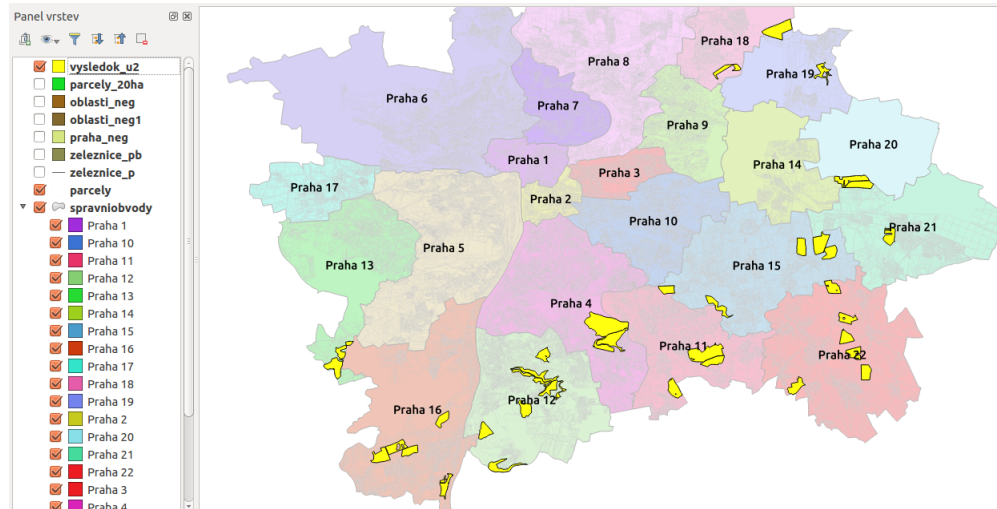 Panel vrstev
vysledok_u2
parcely_20ha
oblasti_neg
oblasti_neg1
praha_neg
zeleznice_pb
zeleznice_p
parcely
spravniobvody
Praha 1
Praha 10
Praha 11
Praha 12
Praha 13
Praha 14
Praha 15
Praha 16
Praha 17
Praha 18
Praha 19
Praha 2
Praha 20
Praha 21
Praha 22
Praha 3
Praha 4
Praha 18
Praha 8
Praha 19
Praha 6
Praha 7
Praha 9
Praha 20
Praha 1
Praha 14
Praha 3
Praha 17
Praha 2
Praha 10
Praha 21
Praha 5
Praha 13
Praha 15
Praha 4
Praha 11
Praha 22
Praha 12
Praha 16